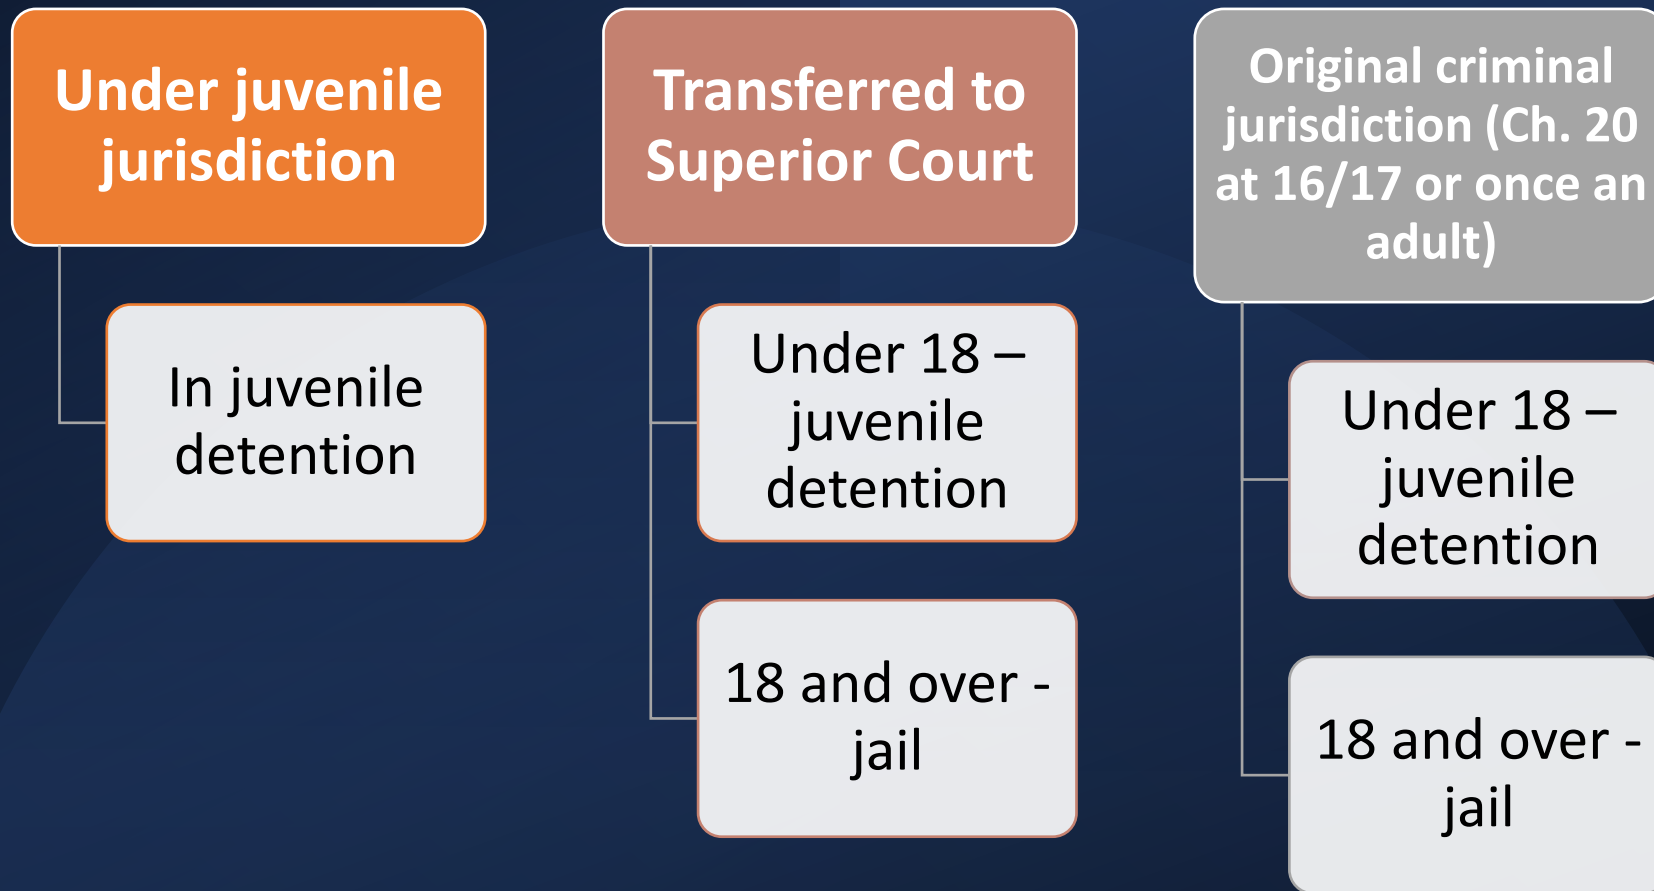 Under juvenile
jurisdiction
In juvenile
detention
Transferred to
Superior Court
Under 18 –
juvenile
detention
18 and over -
jail
Original criminal
jurisdiction (Ch. 20
at 16/17 or once an
adult)
Under 18 –
juvenile
detention
18 and over -
jail